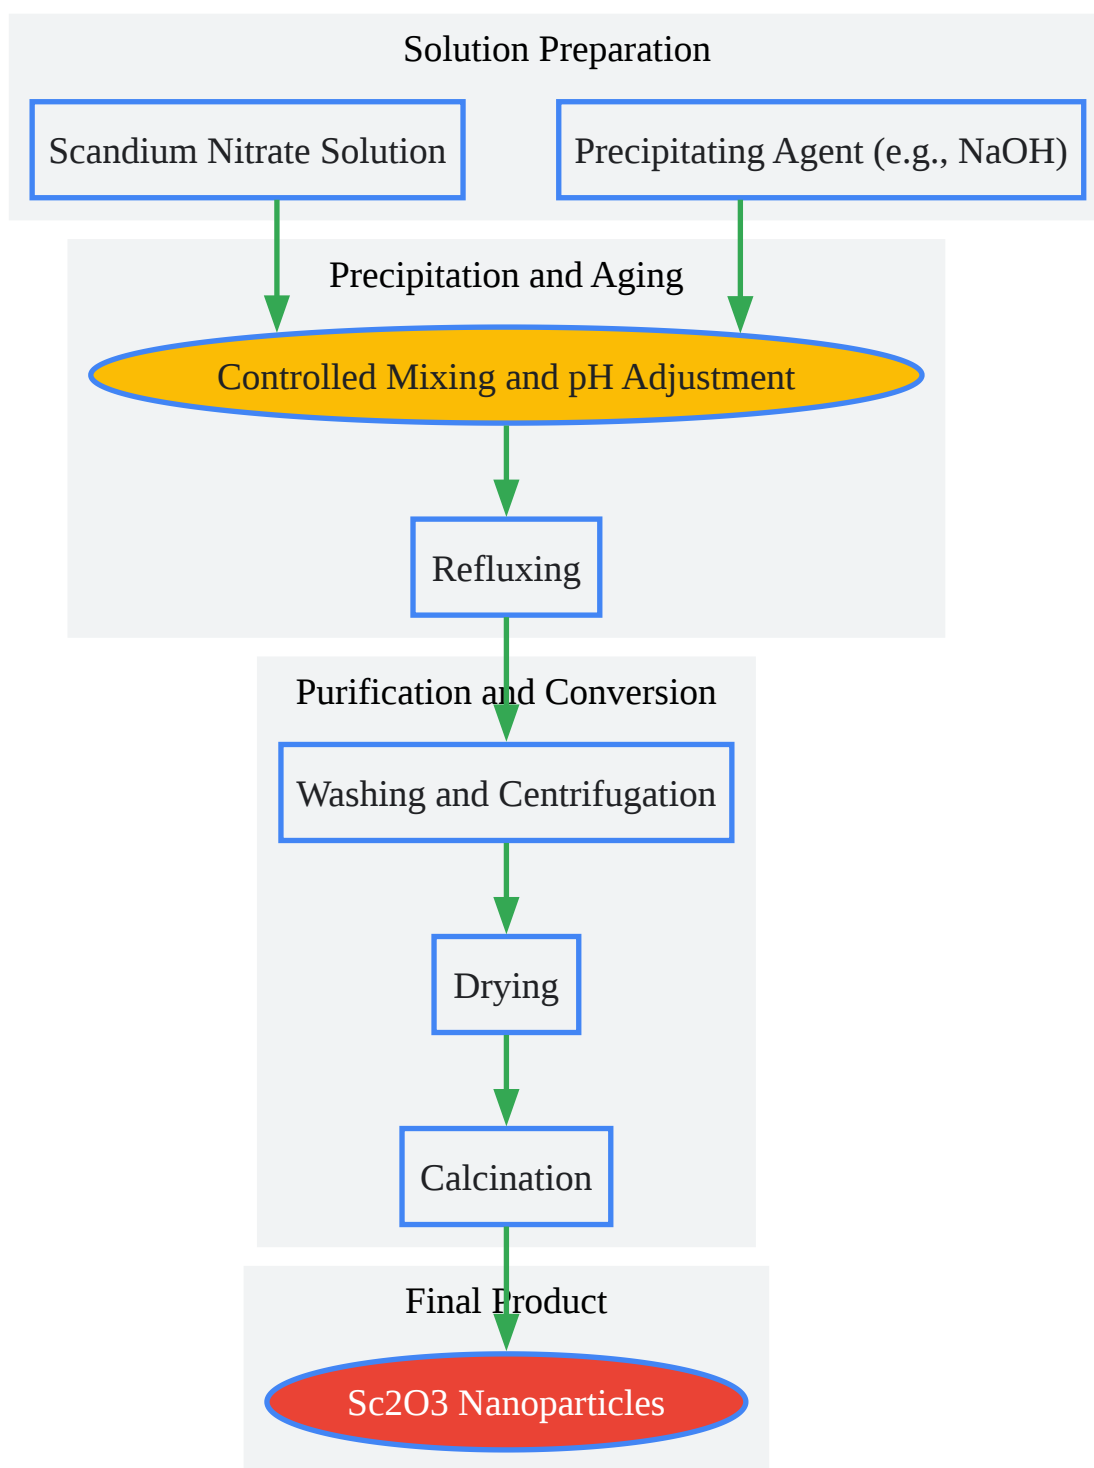 Solution Preparation
Scandium Nitrate Solution
Precipitating Agent (e.g., NaOH)
Precipitation and Aging
Controlled Mixing and pH Adjustment
Refluxing
Purification and Conversion
Washing and Centrifugation
Drying
Calcination
Final Product
Sc2O3 Nanoparticles